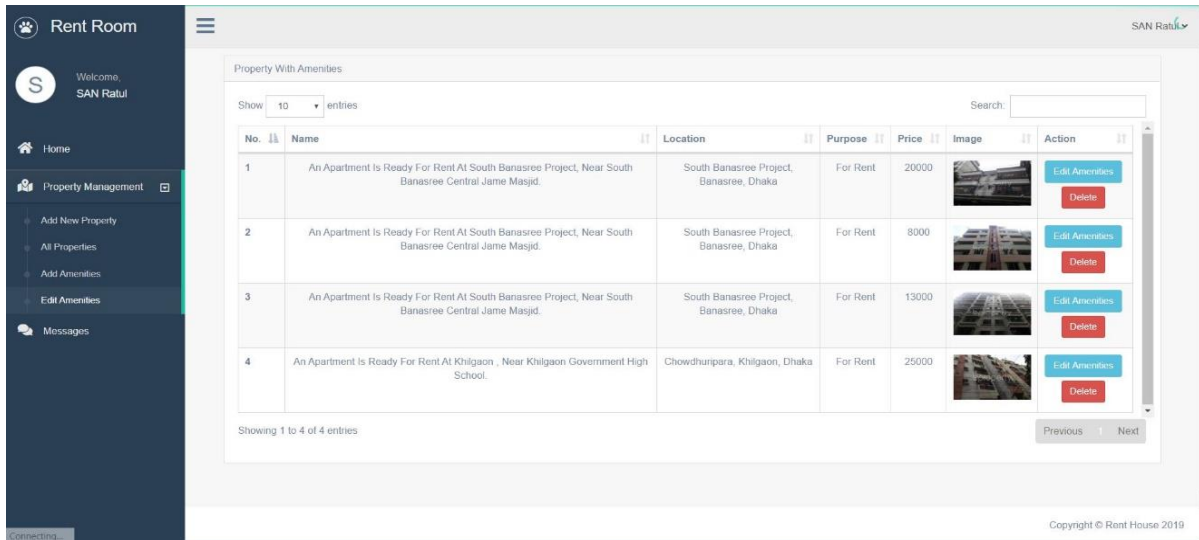 Rent Room
SAN Ratul
S
Welcome,
SAN Ratul
Home
Property Management
Add New Property
All Properties
Add Amenities
Edit Amenities
Messages
Property With Amenities
Show 10 entries
Search:
No. Name Location Purpose Price Image Action
1 An Apartment Is Ready For Rent At South Banasree Project, Near South South Banasree Project, For Rent 20000 Edit Amenities
Banasree Central Jame Masjid. Banasree, Dhaka
Delete
2 An Apartment Is Ready For Rent At South Banasree Project, Near South South Banasree Project, For Rent 8000 Edit Amenities
Banasree Central Jame Masjid. Banasree, Dhaka
Delete
3 An Apartment Is Ready For Rent At South Banasree Project, Near South South Banasree Project, For Rent 13000 Edit Amenities
Banasree Central Jame Masjid. Banasree, Dhaka
Delete
4 An Apartment Is Ready For Rent At Khilgaon , Near Khilgaon Government High Chowdhuripara, Khilgaon, Dhaka For Rent 25000 Edit Amenities
School.
Delete
Showing 1 to 4 of 4 entries
Previous 1 Next
Copyright © Rent House 2019
Connecting...